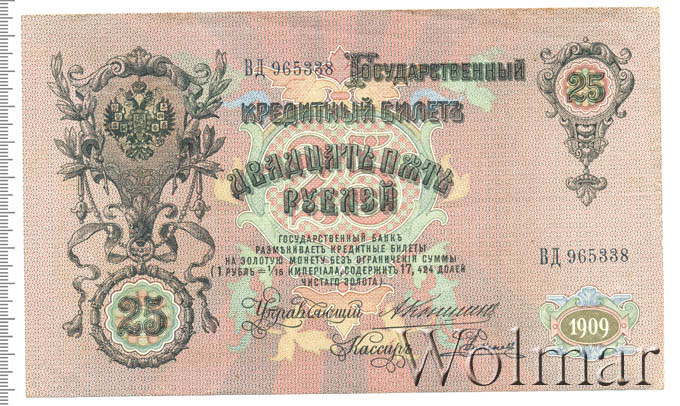 ВД 965338 Государственный
25
кредитный билетъ
Двадцать пять
рублей
ГОСУДАРСТВЕННЫЙ БАНКЪ
РАЗМѢНИВАЕТЪ КРЕДИТНЫЕ БИЛЕТЫ
НА ЗОЛОТУЮ МОНЕТУ БЕЗЪ ОГРАНИЧЕНІЯ СУММЫ
(1 РУБЛЬ = 1/15 ИМПЕРІАЛА, СОДЕРЖИТЪ 17,424 ДОЛЕЙ
ЧИСТАГО ЗОЛОТА)
ВД 965338
25
25
Управляющій
Кассиръ
1909
Wolmar